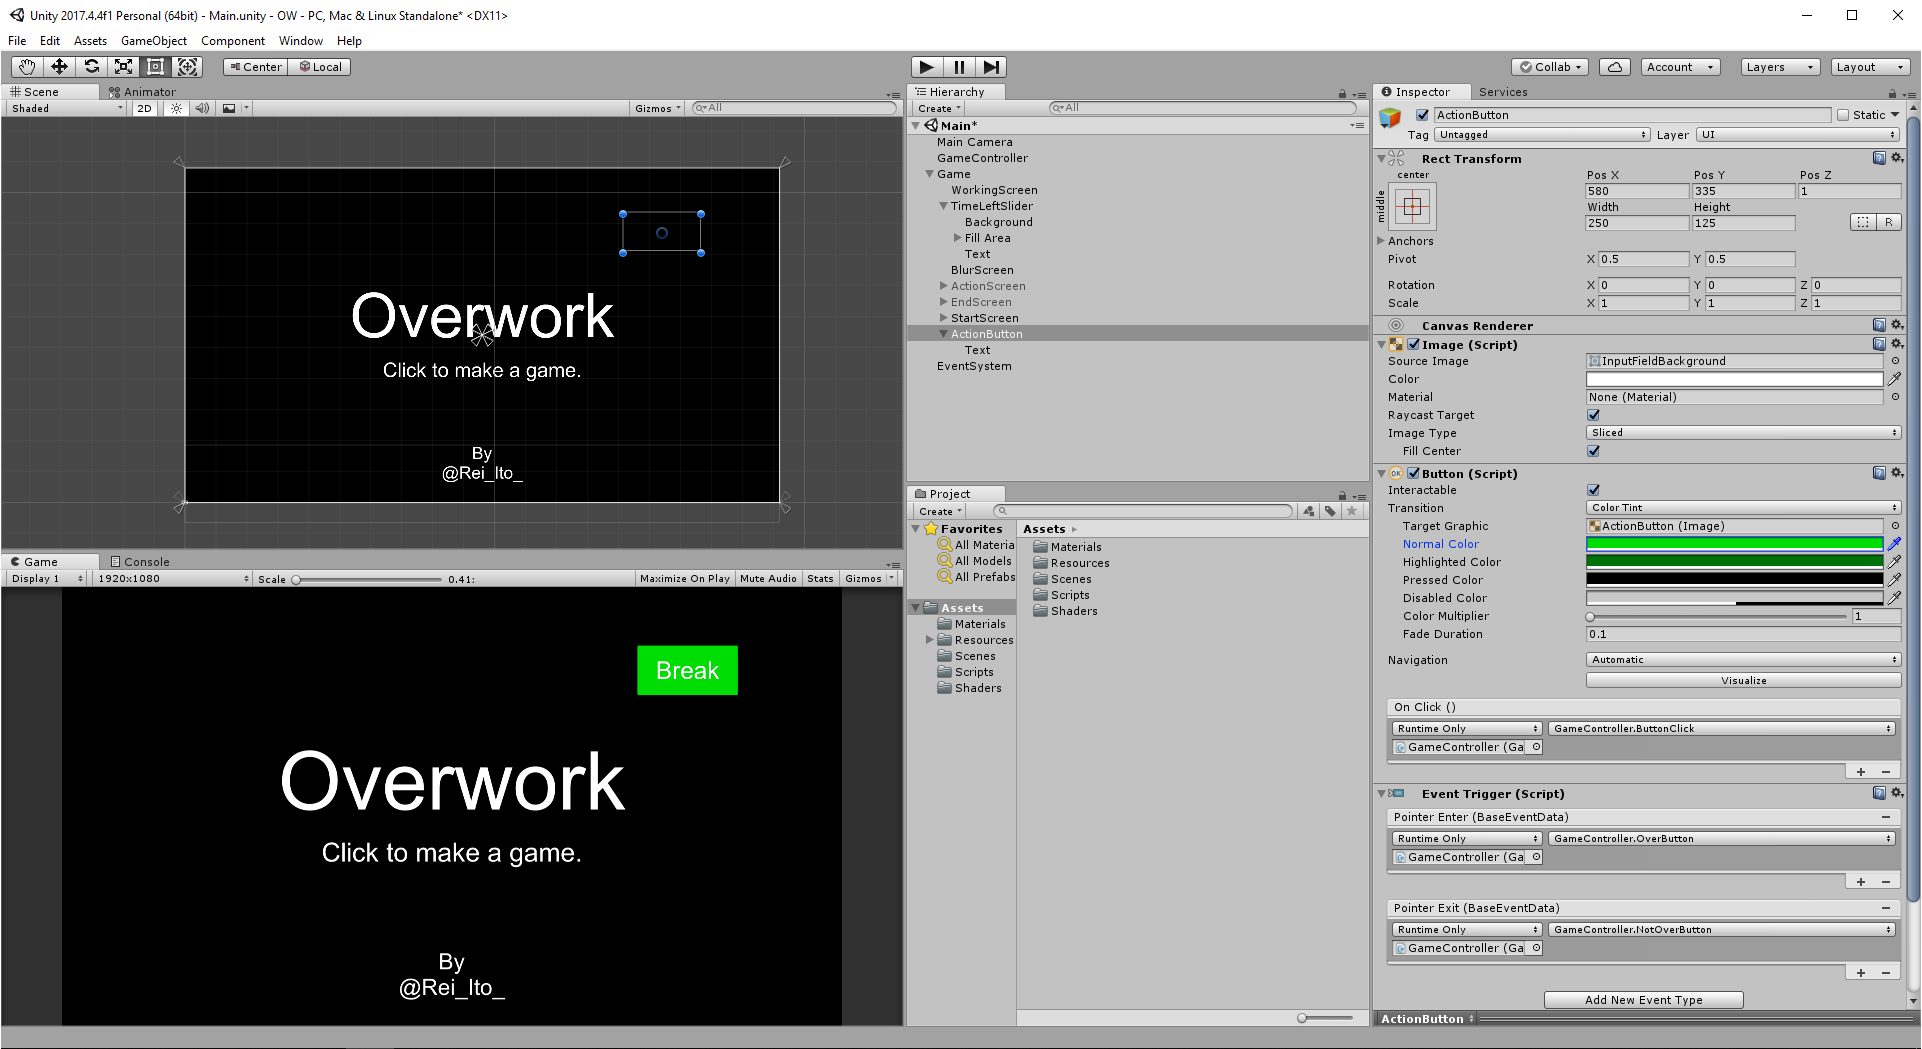 Unity 2017.4.4f1 Personal (64bit) - Main.unity - OW - PC, Mac & Linux Standalone* <DX11>
File Edit Assets GameObject Component Window Help
Center Local
Collab Account Layers Layout
Scene Animator
Shaded 2D Gizmos All
Overwork
Click to make a game.
By
@Rei_Ito_
Game Console
Display 1 1920x1080 Scale 0.41: Maximize On Play Mute Audio Stats Gizmos
Break
Overwork
Click to make a game.
By
@Rei_Ito_
Hierarchy
Create All
Main*
Main Camera
GameController
Game
WorkingScreen
TimeLeftSlider
Background
Fill Area
Text
BlurScreen
ActionScreen
EndScreen
StartScreen
ActionButton
Text
EventSystem
Project
Create
Favorites
All Materia
All Models
All Prefabs
Assets
Materials
Resources
Scenes
Scripts
Shaders
Assets
Materials
Resources
Scenes
Scripts
Shaders
Inspector Services
ActionButton Static
Tag Untagged Layer UI
Rect Transform
center
middle
Pos X Pos Y Pos Z
580 335 1
Width Height
250 125 R
Anchors
Pivot X 0.5 Y 0.5
Rotation X 0 Y 0 Z 0
Scale X 1 Y 1 Z 1
Canvas Renderer
Image (Script)
Source Image InputFieldBackground
Color
Material None (Material)
Raycast Target
Image Type Sliced
Fill Center
OK Button (Script)
Interactable
Transition Color Tint
Target Graphic ActionButton (Image)
Normal Color
Highlighted Color
Pressed Color
Disabled Color
Color Multiplier 1
Fade Duration 0.1
Navigation Automatic
Visualize
On Click ()
Runtime Only GameController.ButtonClick
GameController (Ga
Event Trigger (Script)
Pointer Enter (BaseEventData)
Runtime Only GameController.OverButton
GameController (Ga
Pointer Exit (BaseEventData)
Runtime Only GameController.NotOverButton
GameController (Ga
Add New Event Type
ActionButton